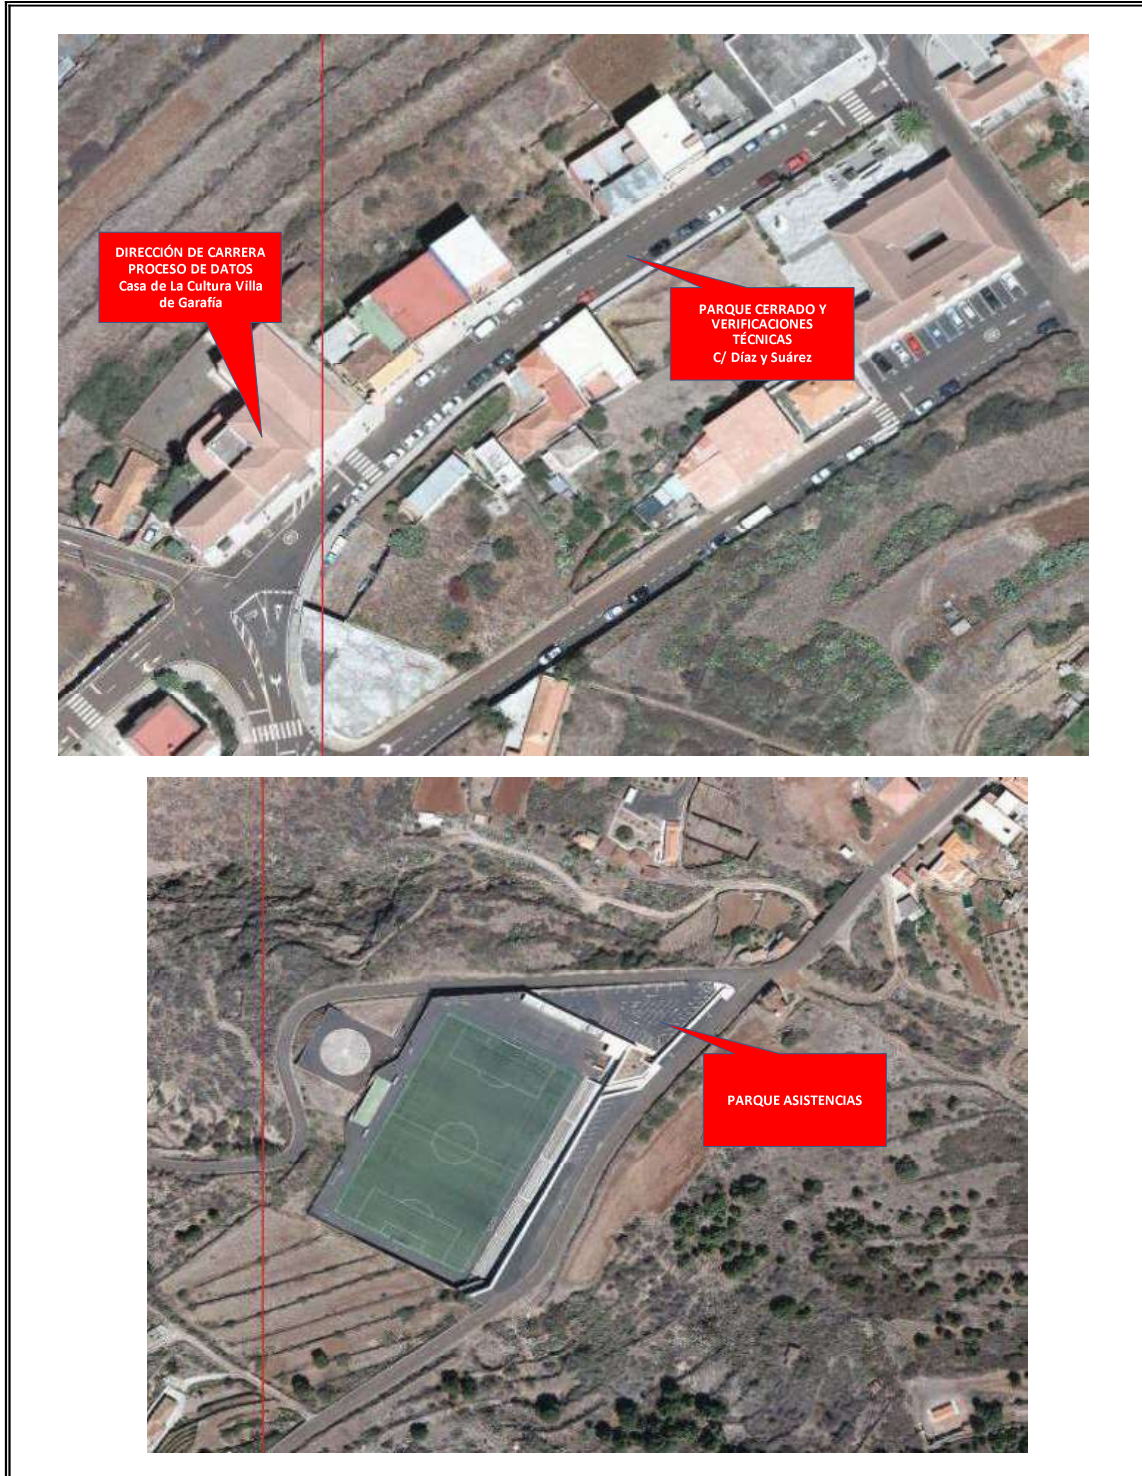 DIRECCIÓN DE CARRERA
PROCESO DE DATOS
Casa de La Cultura Villa
de Garafía
PARQUE CERRADO Y
VERIFICACIONES
TÉCNICAS
C/ Díaz y Suárez
PARQUE ASISTENCIAS